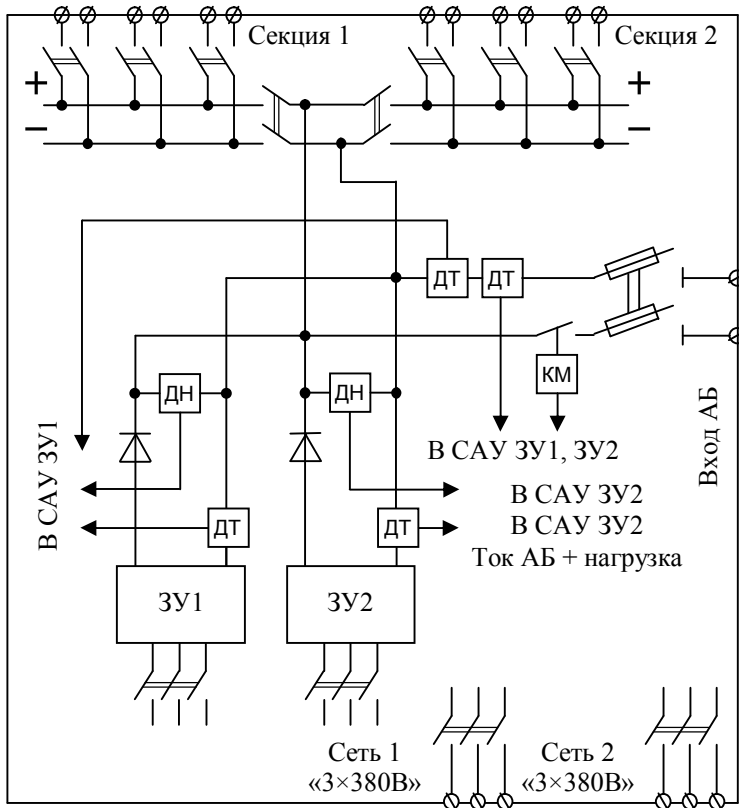 Секция 1
Секция 2
+
+
–
–
ДТ
ДТ
ДН
ДН
КМ
Вход АБ
В САУ ЗУ1
В САУ ЗУ1, ЗУ2
В САУ ЗУ2
ДТ
ДТ
В САУ ЗУ2
Ток АБ + нагрузка
ЗУ1
ЗУ2
Сеть 1
«3×380В»
Сеть 2
«3×380В»